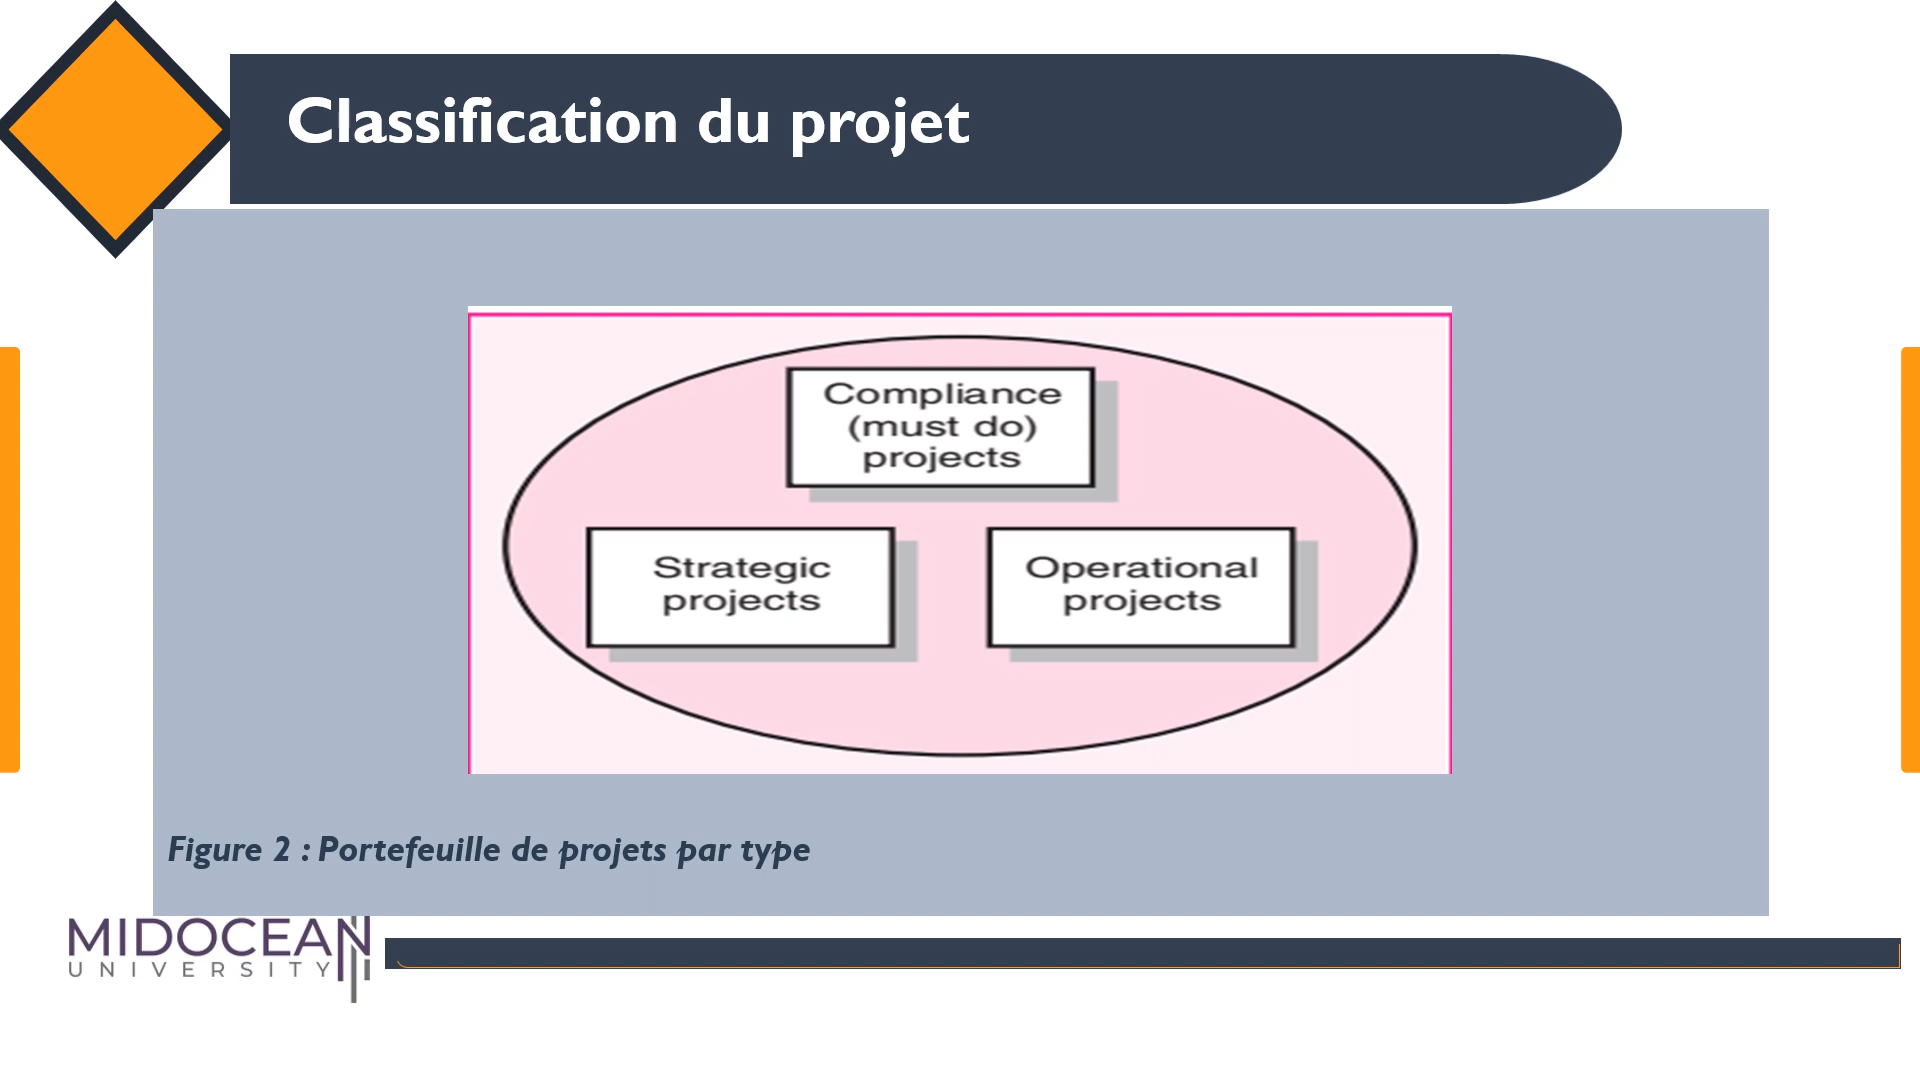 Classification du projet
Compliance
(must do)
projects
Strategic
projects
Operational
projects
Figure 2 : Portefeuille de projets par type
MIDOCEAN
UNIVERSITY